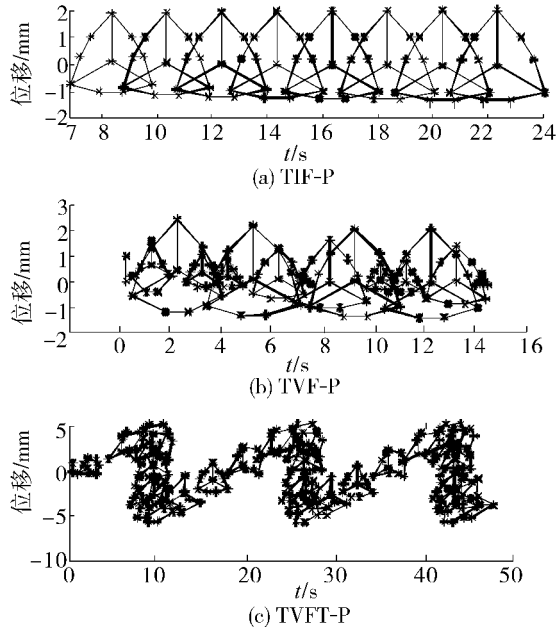 2
1
0
-1
-2
位移/mm
7 8 10 12 14 16 18 20 22 24
t/s
(a) TIF-P
3
2
1
0
-1
-2
位移/mm
0 2 4 6 8 10 12 14 16
t/s
(b) TVF-P
5
0
-5
-10
位移/mm
0 10 20 30 40 50
t/s
(c) TVFT-P